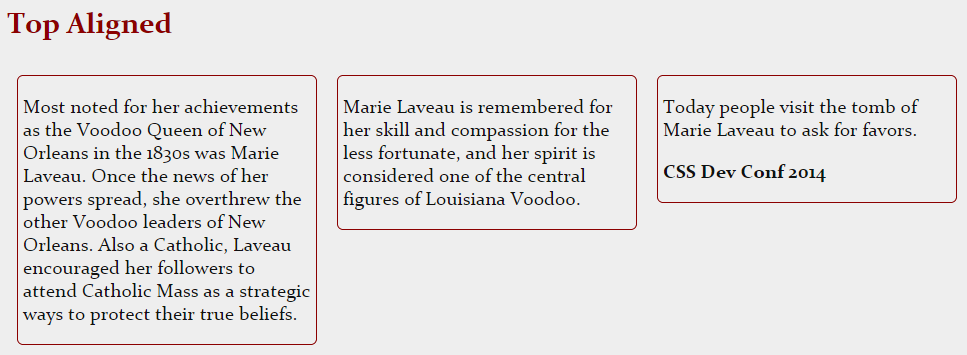 Top Aligned
Most noted for her achievements
as the Voodoo Queen of New
Orleans in the 1830s was Marie
Laveau. Once the news of her
powers spread, she overthrew the
other Voodoo leaders of New
Orleans. Also a Catholic, Laveau
encouraged her followers to
attend Catholic Mass as a strategic
ways to protect their true beliefs.
Marie Laveau is remembered for
her skill and compassion for the
less fortunate, and her spirit is
considered one of the central
figures of Louisiana Voodoo.
Today people visit the tomb of
Marie Laveau to ask for favors.
CSS Dev Conf 2014